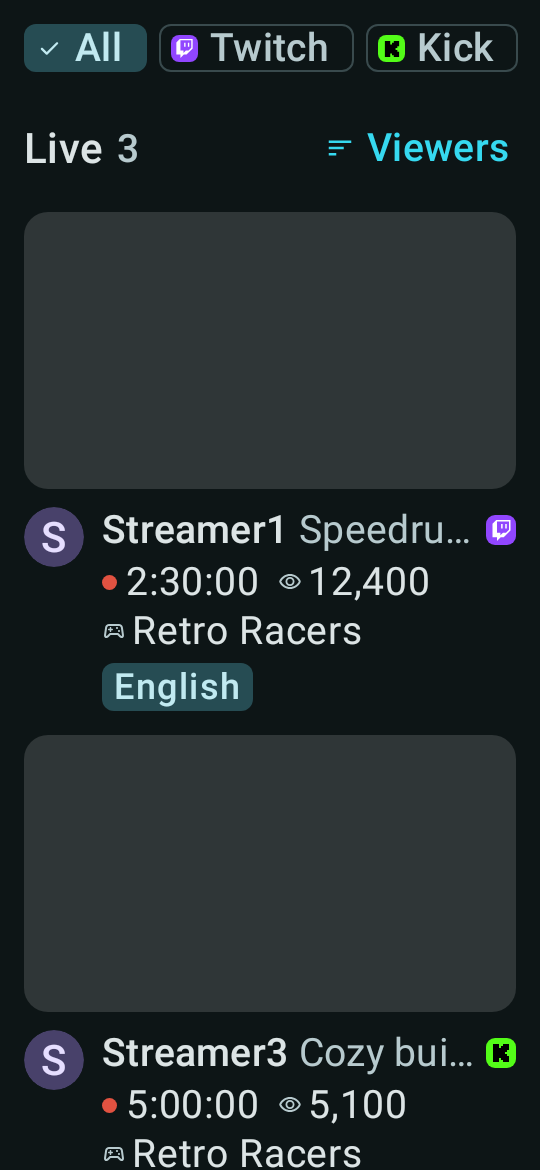 All Twitch Kick
Live 3 Viewers
S Streamer1 Speedru...
2:30:00 12,400
Retro Racers
English
S Streamer3 Cozy bui...
5:00:00 5,100
Retro Racers